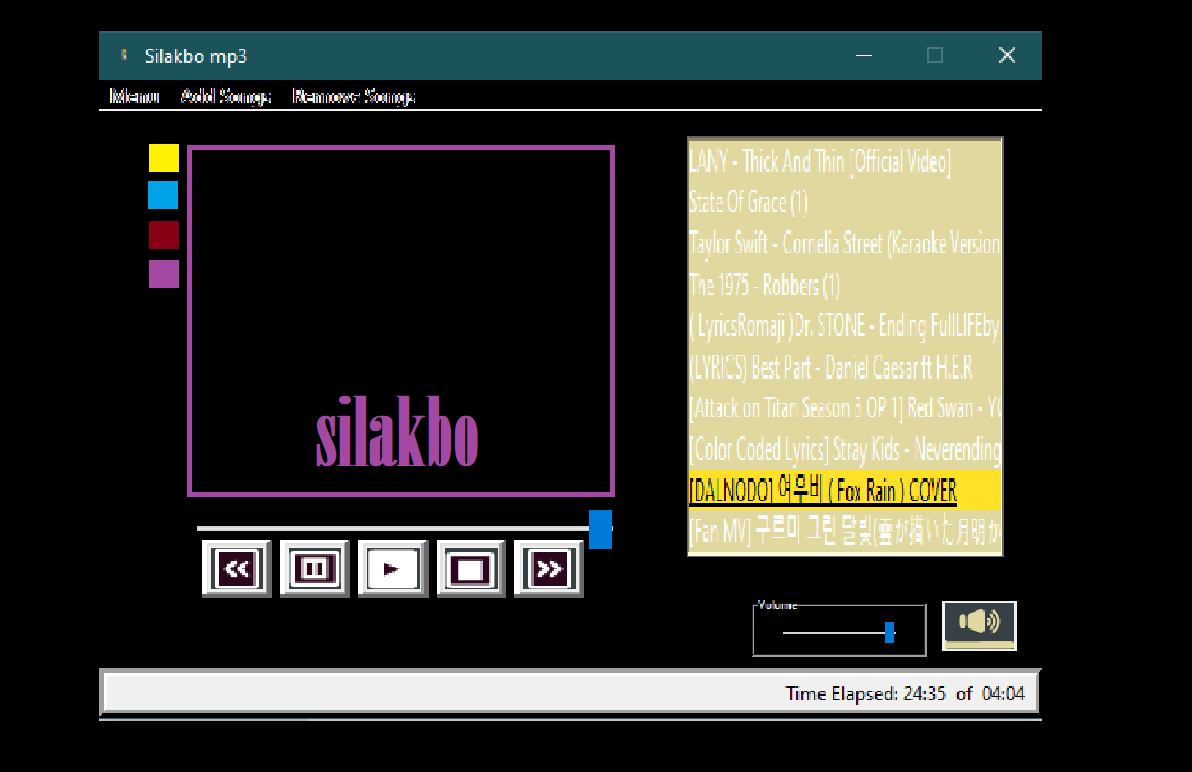 Silakbo mp3
Menu Add Songs Remove Songs
LANY - Thick And Thin [Official Video]
State Of Grace (1)
Taylor Swift - Cornelia Street (Karaoke Version
The 1975 - Robbers (1)
( LyricsRomaji )Dr. STONE - Ending FullLIFEby
(LYRICS) Best Part - Daniel Caesar ft H.E.R
[Attack on Titan Season 3 OP 1] Red Swan - YO
[Color Coded Lyrics] Stray Kids - Neverending
[DALNODO] 여우비 ( Fox Rain ) COVER
[Fan MV] 구르미 그린 달빛(雲が描いた月明か
silakbo
Volume
Time Elapsed: 24:35 of 04:04